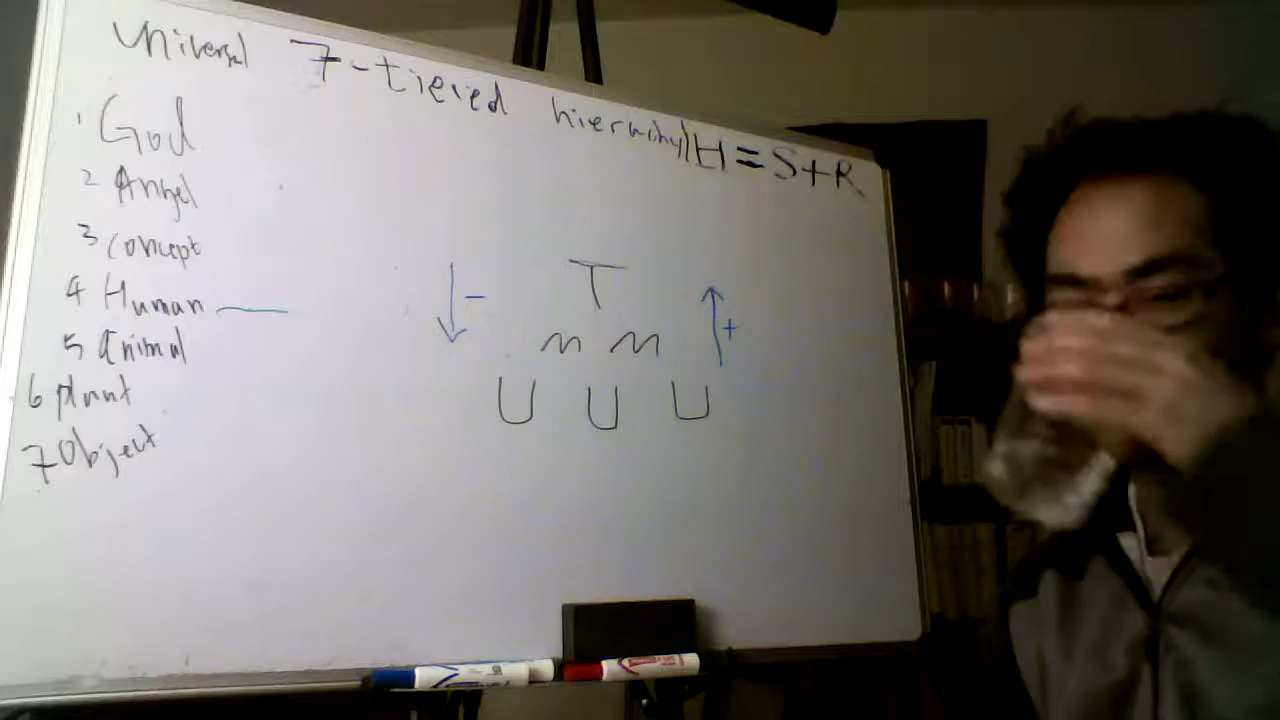 Universal 7-tiered hierarchy H = S+R
1 God
2 Angel
3 Concept
4 Human
5 Animal
6 plant
7 Object
- T +
m m
U U U